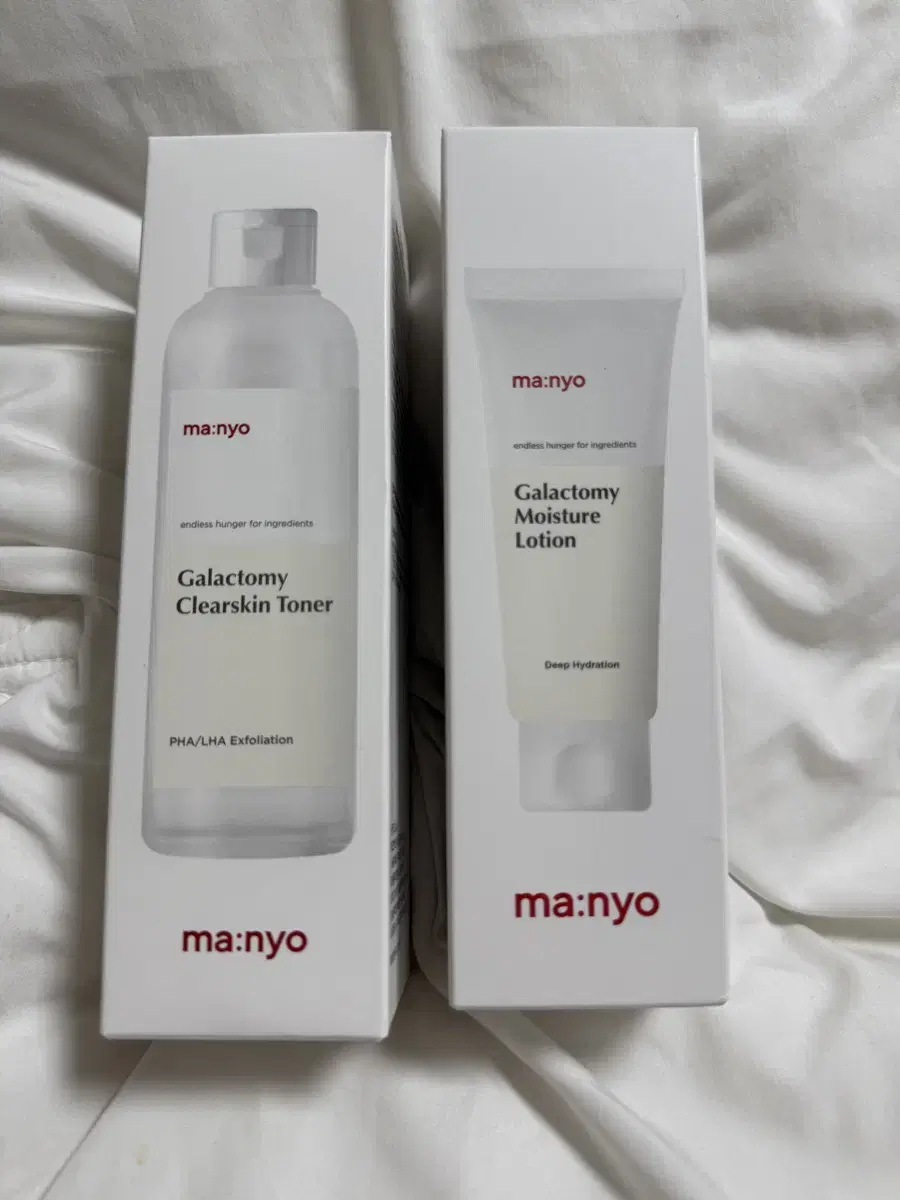 ma:nyo
endless hunger for ingredients
Galactomy
Clearskin Toner
PHA/LHA Exfoliation
ma:nyo
ma:nyo
endless hunger for ingredients
Galactomy
Moisture
Lotion
Deep Hydration
ma:nyo